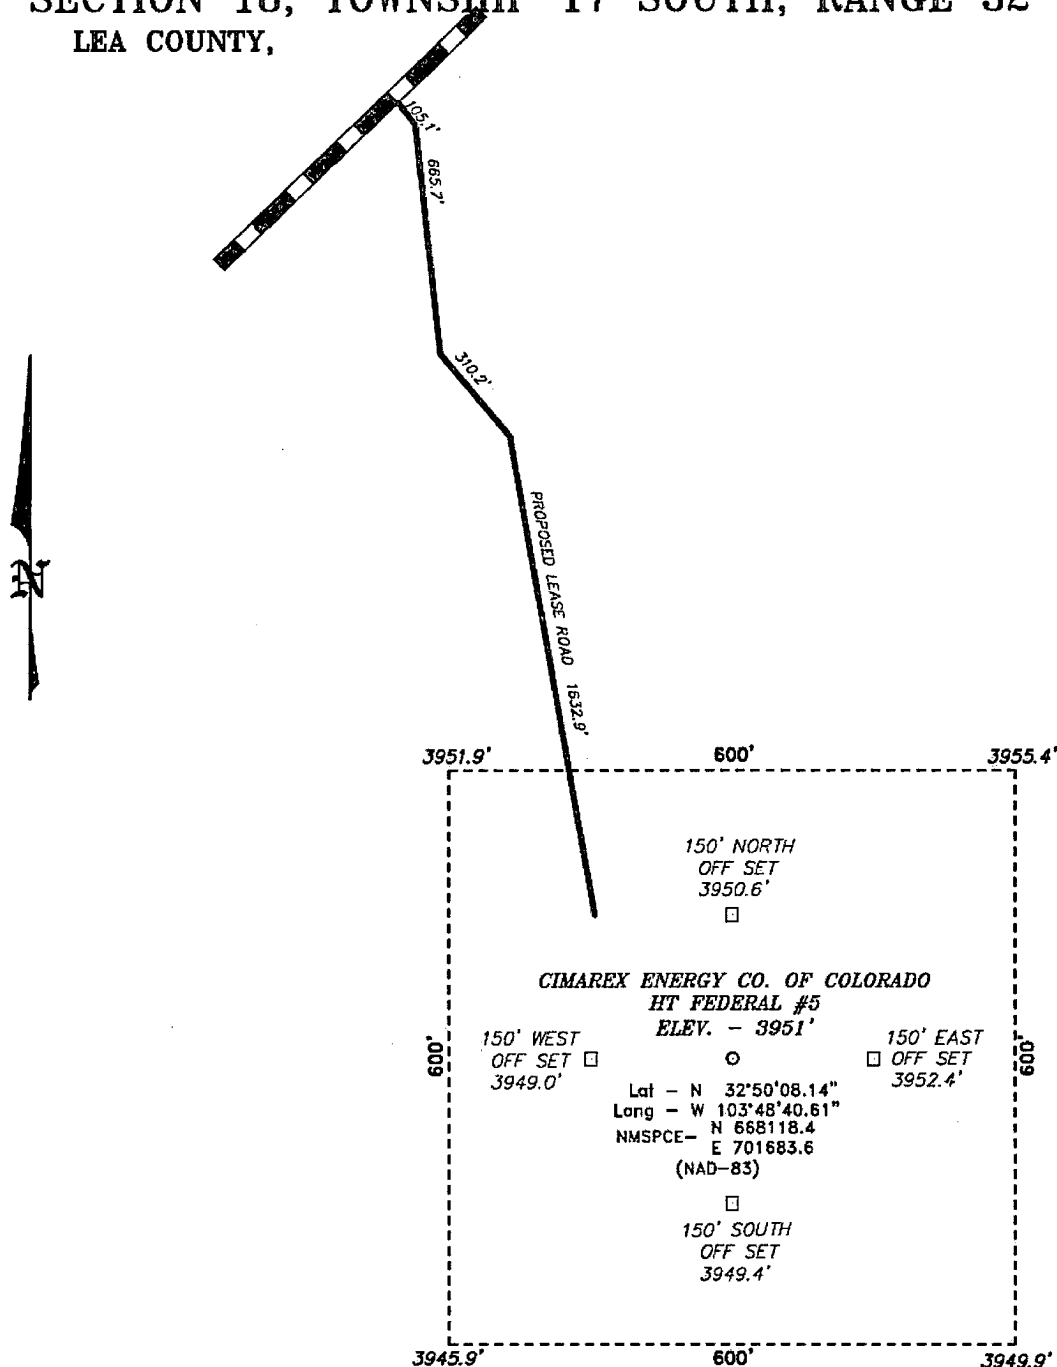 SECTION 18, TOWNSHIP 17 SOUTH, RANGE 32
LEA COUNTY,
105.1'
665.7'
310.2'
N
PROPOSED LEASE ROAD 1632.9'
3951.9' 600' 3955.4'
150' NORTH
OFF SET
3950.6'
CIMAREX ENERGY CO. OF COLORADO
HT FEDERAL #5
ELEV. - 3951'
600'
150' WEST
OFF SET
3949.0'
150' EAST
OFF SET
3952.4'
600'
Lat - N 32°50'08.14"
Long - W 103°48'40.61"
NMSPCE- N 668118.4
E 701683.6
(NAD-83)
150' SOUTH
OFF SET
3949.4'
3945.9' 600' 3949.9'